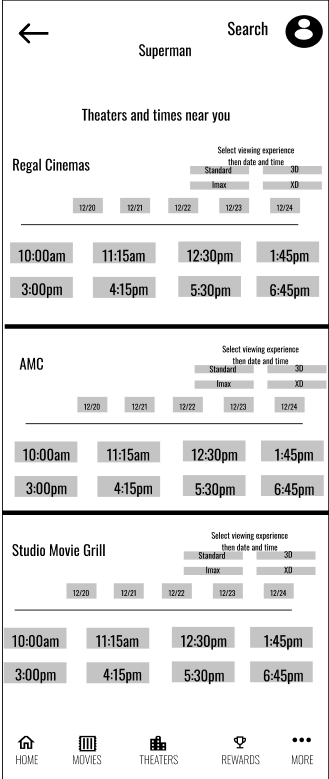 Search
Superman
Theaters and times near you
Regal Cinemas
Select viewing experience
then date and time
Standard 3D
Imax XD
12/20 12/21 12/22 12/23 12/24
10:00am 11:15am 12:30pm 1:45pm
3:00pm 4:15pm 5:30pm 6:45pm
AMC
Select viewing experience
then date and time
Standard 3D
Imax XD
12/20 12/21 12/22 12/23 12/24
10:00am 11:15am 12:30pm 1:45pm
3:00pm 4:15pm 5:30pm 6:45pm
Studio Movie Grill
Select viewing experience
then date and time
Standard 3D
Imax XD
12/20 12/21 12/22 12/23 12/24
10:00am 11:15am 12:30pm 1:45pm
3:00pm 4:15pm 5:30pm 6:45pm
HOME MOVIES THEATERS REWARDS MORE